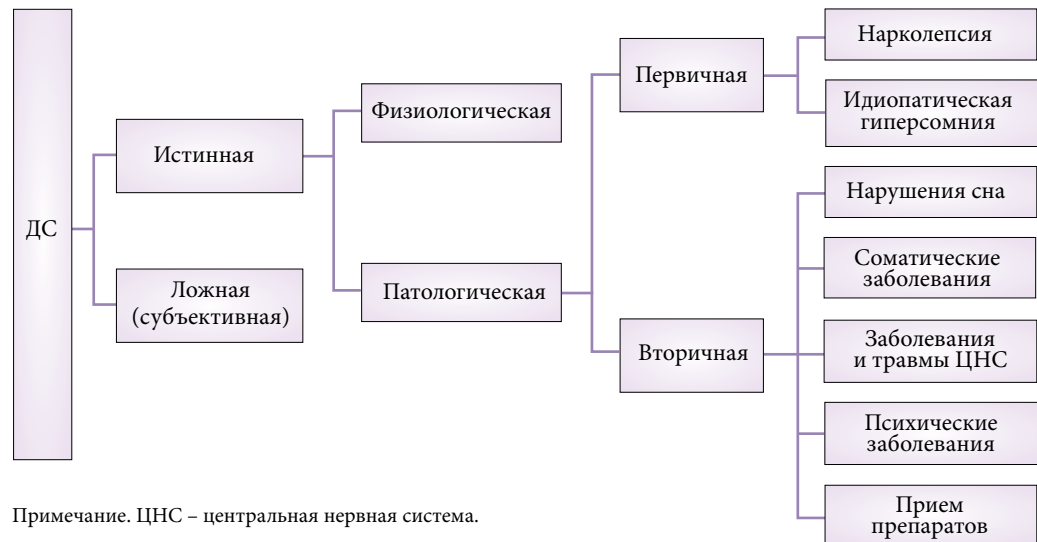 ДС
Истинная
Ложная
(субъективная)
Физиологическая
Патологическая
Первичная
Вторичная
Нарколепсия
Идиопатическая
гиперсомния
Нарушения сна
Соматические
заболевания
Заболевания
и травмы ЦНС
Психические
заболевания
Прием
препаратов
Примечание. ЦНС – центральная нервная система.